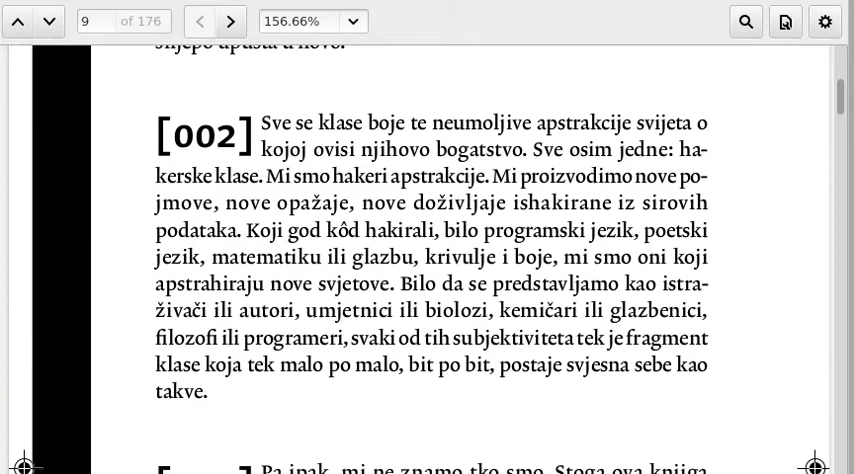 9 of 176
156.66%
slijepo upušta u novo.
[002] Sve se klase boje te neumoljive apstrakcije svijeta o
kojoj ovisi njihovo bogatstvo. Sve osim jedne: ha-
kerske klase. Mi smo hakeri apstrakcije. Mi proizvodimo nove po-
jmove, nove opažaje, nove doživljaje ishakirane iz sirovih
podataka. Koji god kôd hakirali, bilo programski jezik, poetski
jezik, matematiku ili glazbu, krivulje i boje, mi smo oni koji
apstrahiraju nove svjetove. Bilo da se predstavljamo kao istra-
živači ili autori, umjetnici ili biolozi, kemičari ili glazbenici,
filozofi ili programeri, svaki od tih subjektiviteta tek je fragment
klase koja tek malo po malo, bit po bit, postaje svjesna sebe kao
takve.
Pa ipak, mi ne znamo tko smo. Stoga ova knjiga